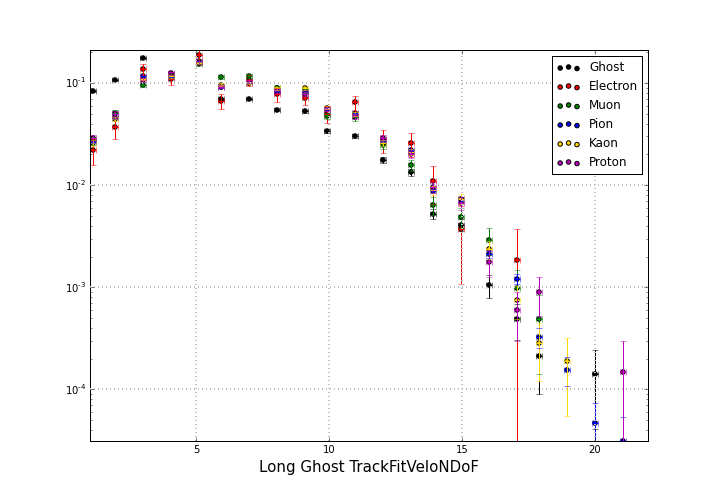 10⁻¹
10⁻²
10⁻³
10⁻⁴
5
10
15
20
Long Ghost TrackFitVeloNDoF
Ghost
Electron
Muon
Pion
Kaon
Proton